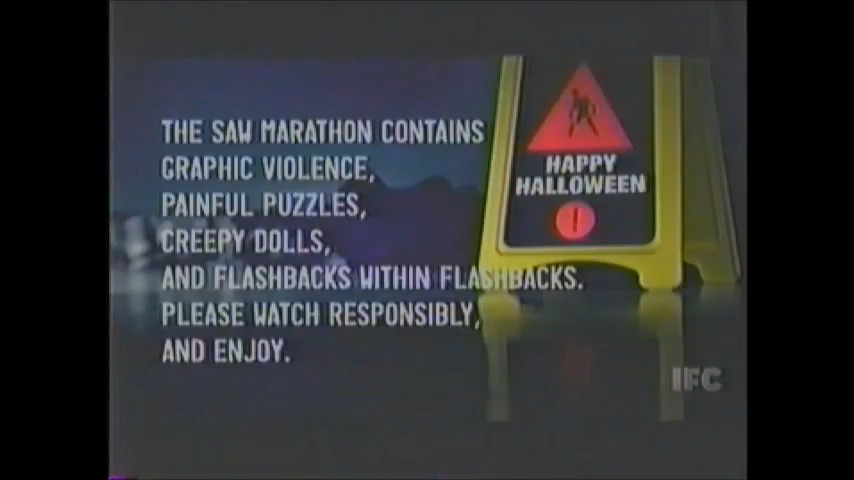 THE SAW MARATHON CONTAINS
GRAPHIC VIOLENCE,
PAINFUL PUZZLES,
CREEPY DOLLS,
AND FLASHBACKS WITHIN FLASHBACKS.
PLEASE WATCH RESPONSIBLY,
AND ENJOY.
HAPPY
HALLOWEEN
!
IFC